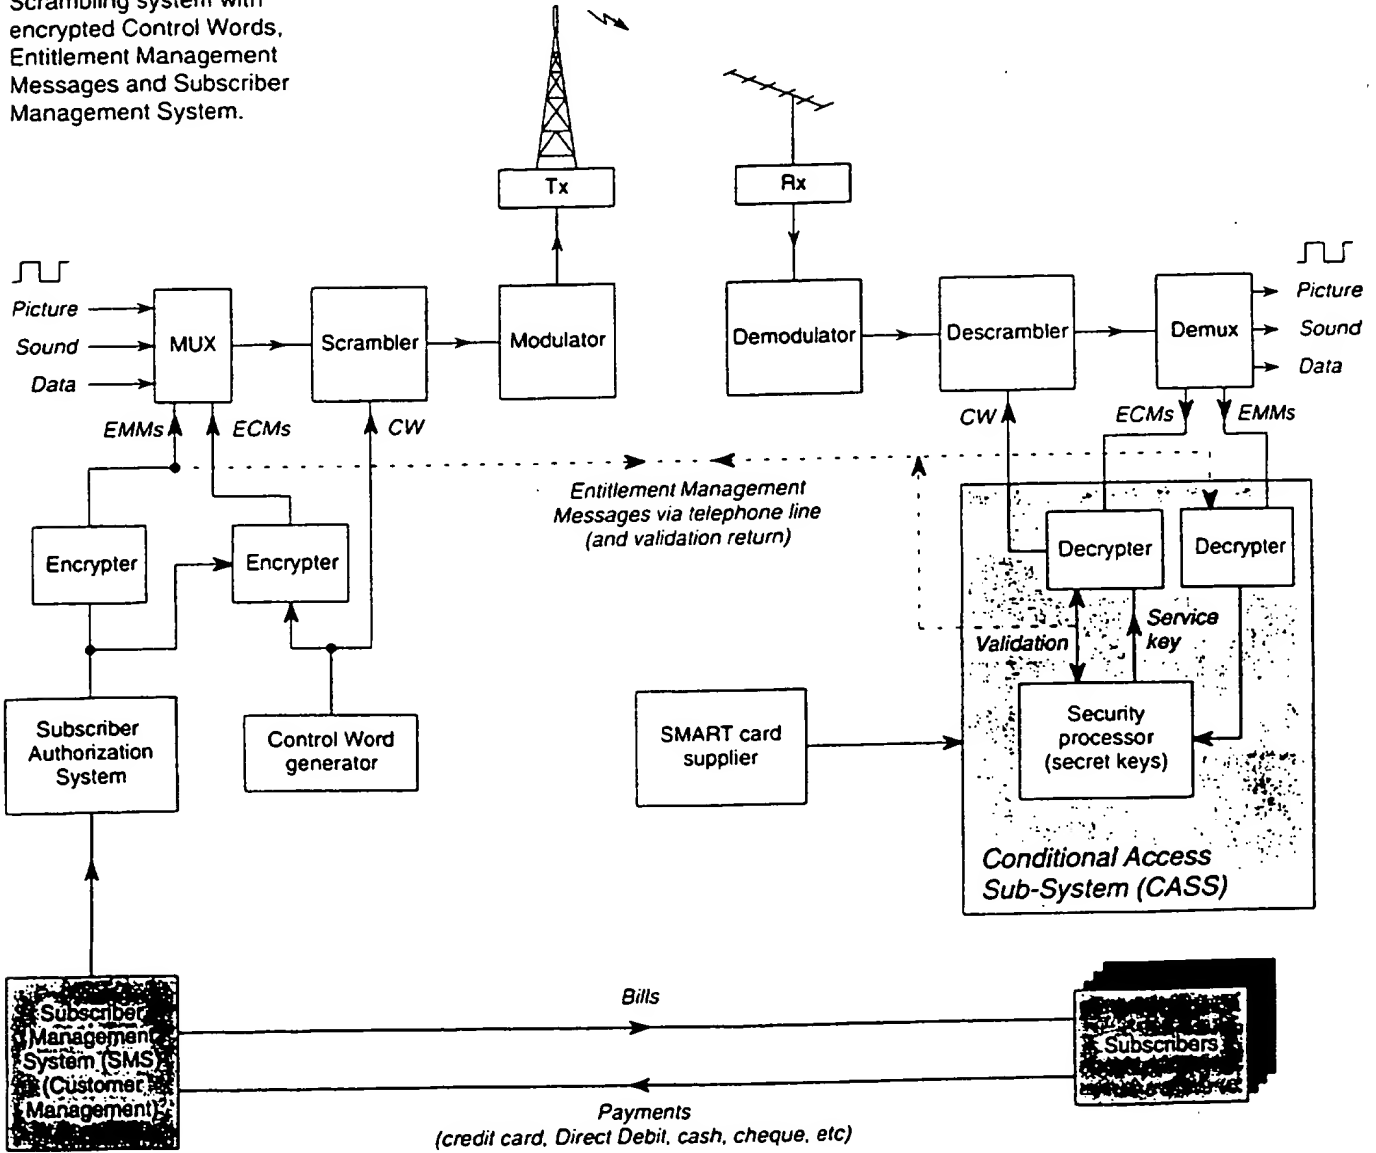 Scrambling system with
encrypted Control Words,
Entitlement Management
Messages and Subscriber
Management System.
Tx
Rx
Picture
Sound
Data
MUX
Scrambler
Modulator
Demodulator
Descrambler
Demux
Picture
Sound
Data
EMMs
ECMs
CW
CW
ECMs
EMMs
Entitlement Management
Messages via telephone line
(and validation return)
Encrypter
Encrypter
Decrypter
Decrypter
Validation
Service
key
Subscriber
Authorization
System
Control Word
generator
SMART card
supplier
Security
processor
(secret keys)
Conditional Access
Sub-System (CASS)
Subscriber
Management
System (SMS)
(Customer
Management)
Bills
Subscribers
Payments
(credit card, Direct Debit, cash, cheque, etc)